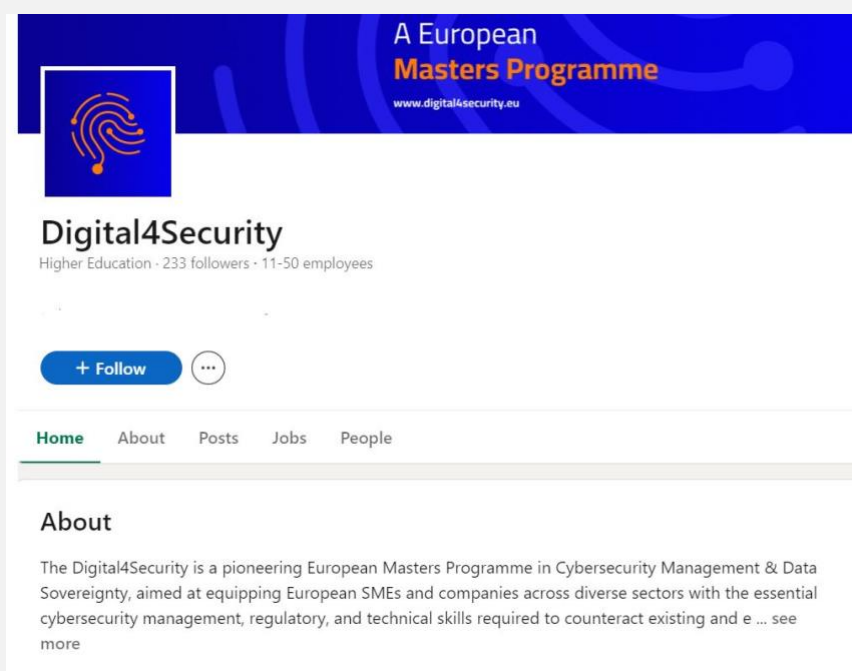 A European
Masters Programme
www.digital4security.eu
Digital4Security
Higher Education · 233 followers · 11-50 employees
+ Follow
Home About Posts Jobs People
About
The Digital4Security is a pioneering European Masters Programme in Cybersecurity Management & Data
Sovereignty, aimed at equipping European SMEs and companies across diverse sectors with the essential
cybersecurity management, regulatory, and technical skills required to counteract existing and e ... see
more